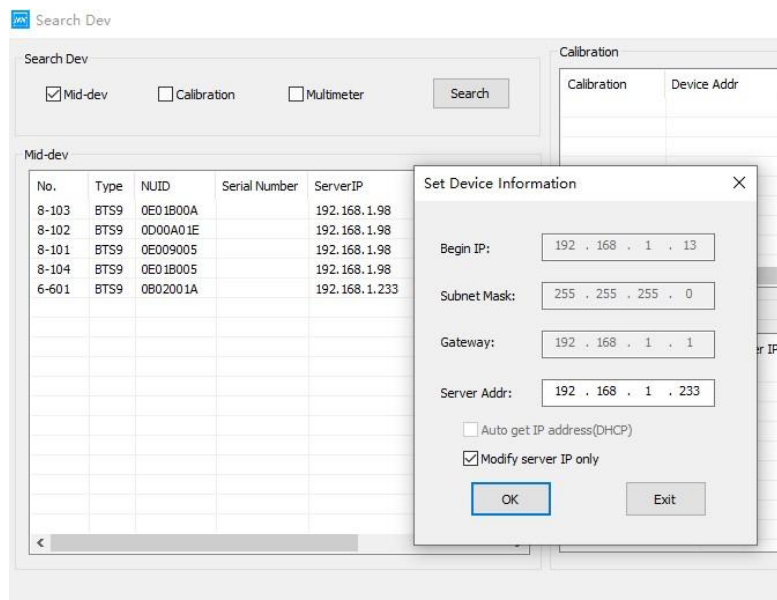 Search Dev
Search Dev
Mid-dev Calibration Multimeter Search
Mid-dev
No. Type NUID Serial Number ServerIP
8-103 BTS9 0E01B00A 192.168.1.98
8-102 BTS9 0D00A01E 192.168.1.98
8-101 BTS9 0E009005 192.168.1.98
8-104 BTS9 0E01B005 192.168.1.98
6-601 BTS9 0B02001A 192.168.1.233
Calibration
Calibration Device Addr
Set Device Information
Begin IP: 192 . 168 . 1 . 13
Subnet Mask: 255 . 255 . 255 . 0
Gateway: 192 . 168 . 1 . 1
Server Addr: 192 . 168 . 1 . 233
Auto get IP address(DHCP)
Modify server IP only
OK Exit
er IP